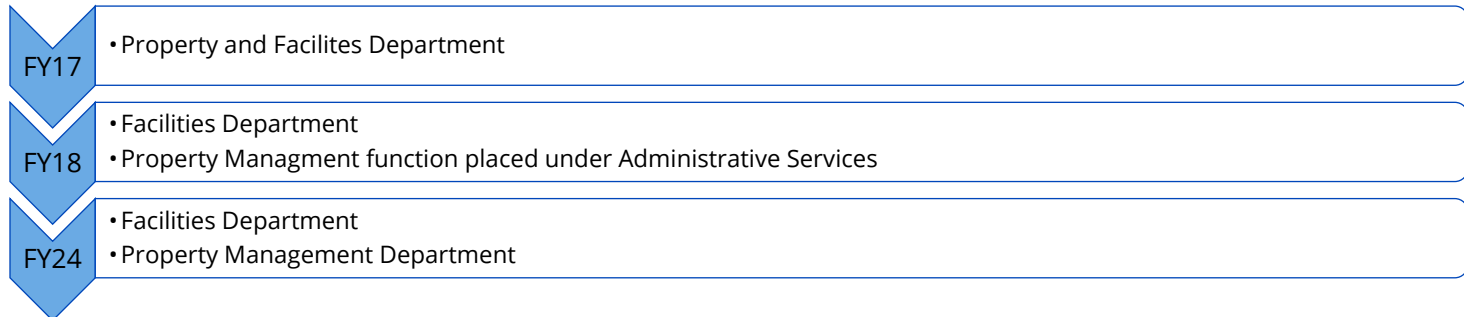 FY17
•Property and Facilites Department
FY18
•Facilities Department
•Property Managment function placed under Administrative Services
FY24
•Facilities Department
•Property Management Department